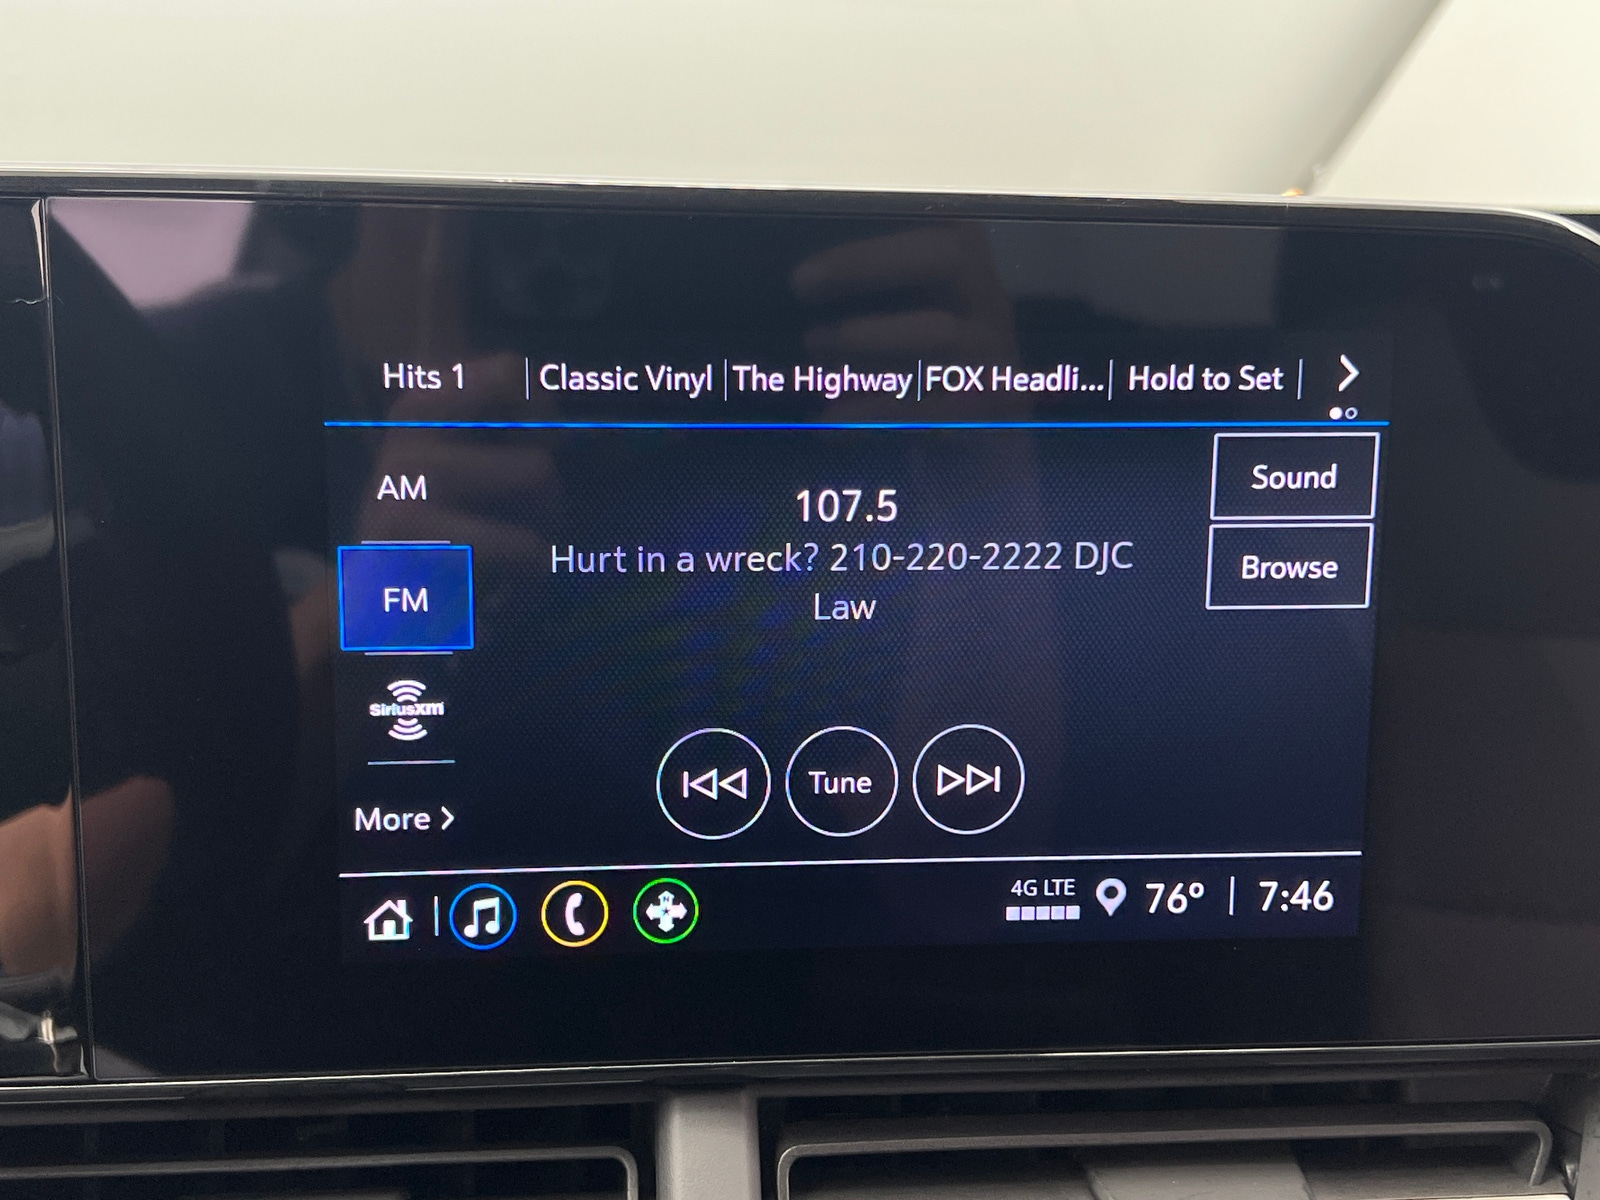 Hits 1 Classic Vinyl The Highway FOX Headli... Hold to Set
Sound
AM
107.5
Hurt in a wreck? 210-220-2222 DJC
Law
Browse
FM
SiriusXM
Tune
More
4G LTE
76° 7:46